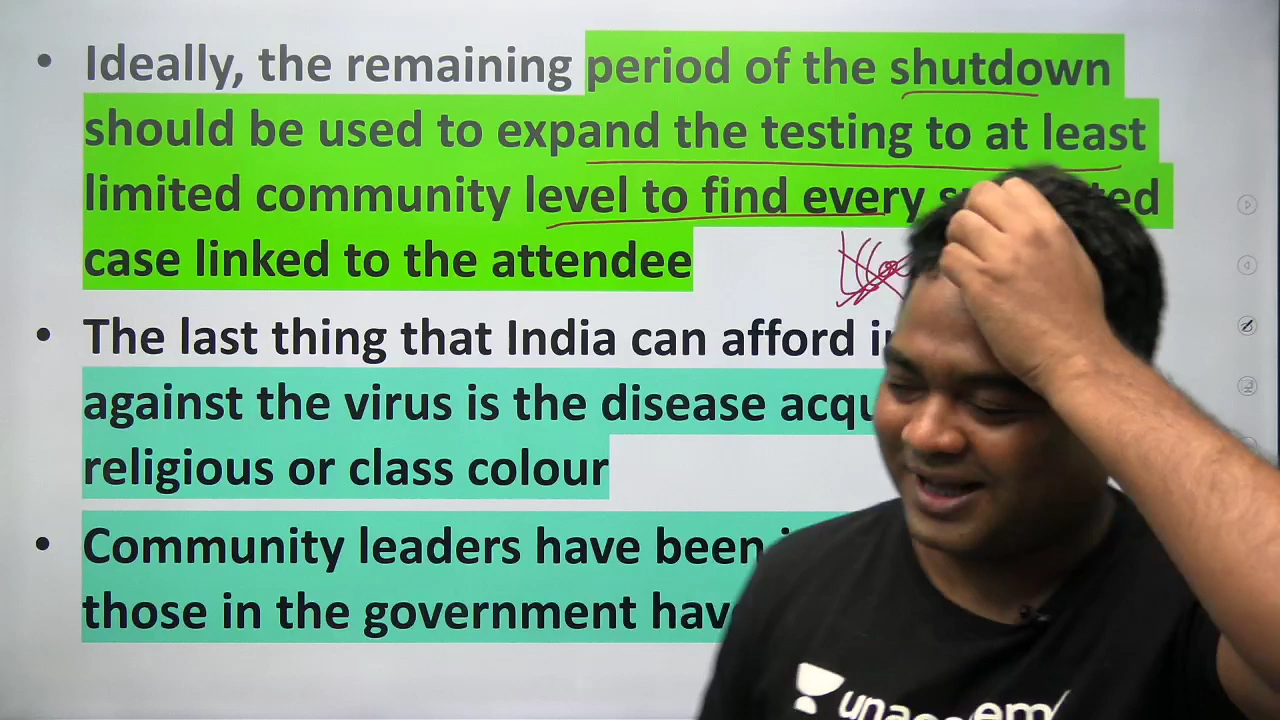 • Ideally, the remaining period of the shutdown
should be used to expand the testing to at least
limited community level to find every
case linked to the attendee
• The last thing that India can afford
against the virus is the disease
religious or class colour
• Community leaders have been
those in the government